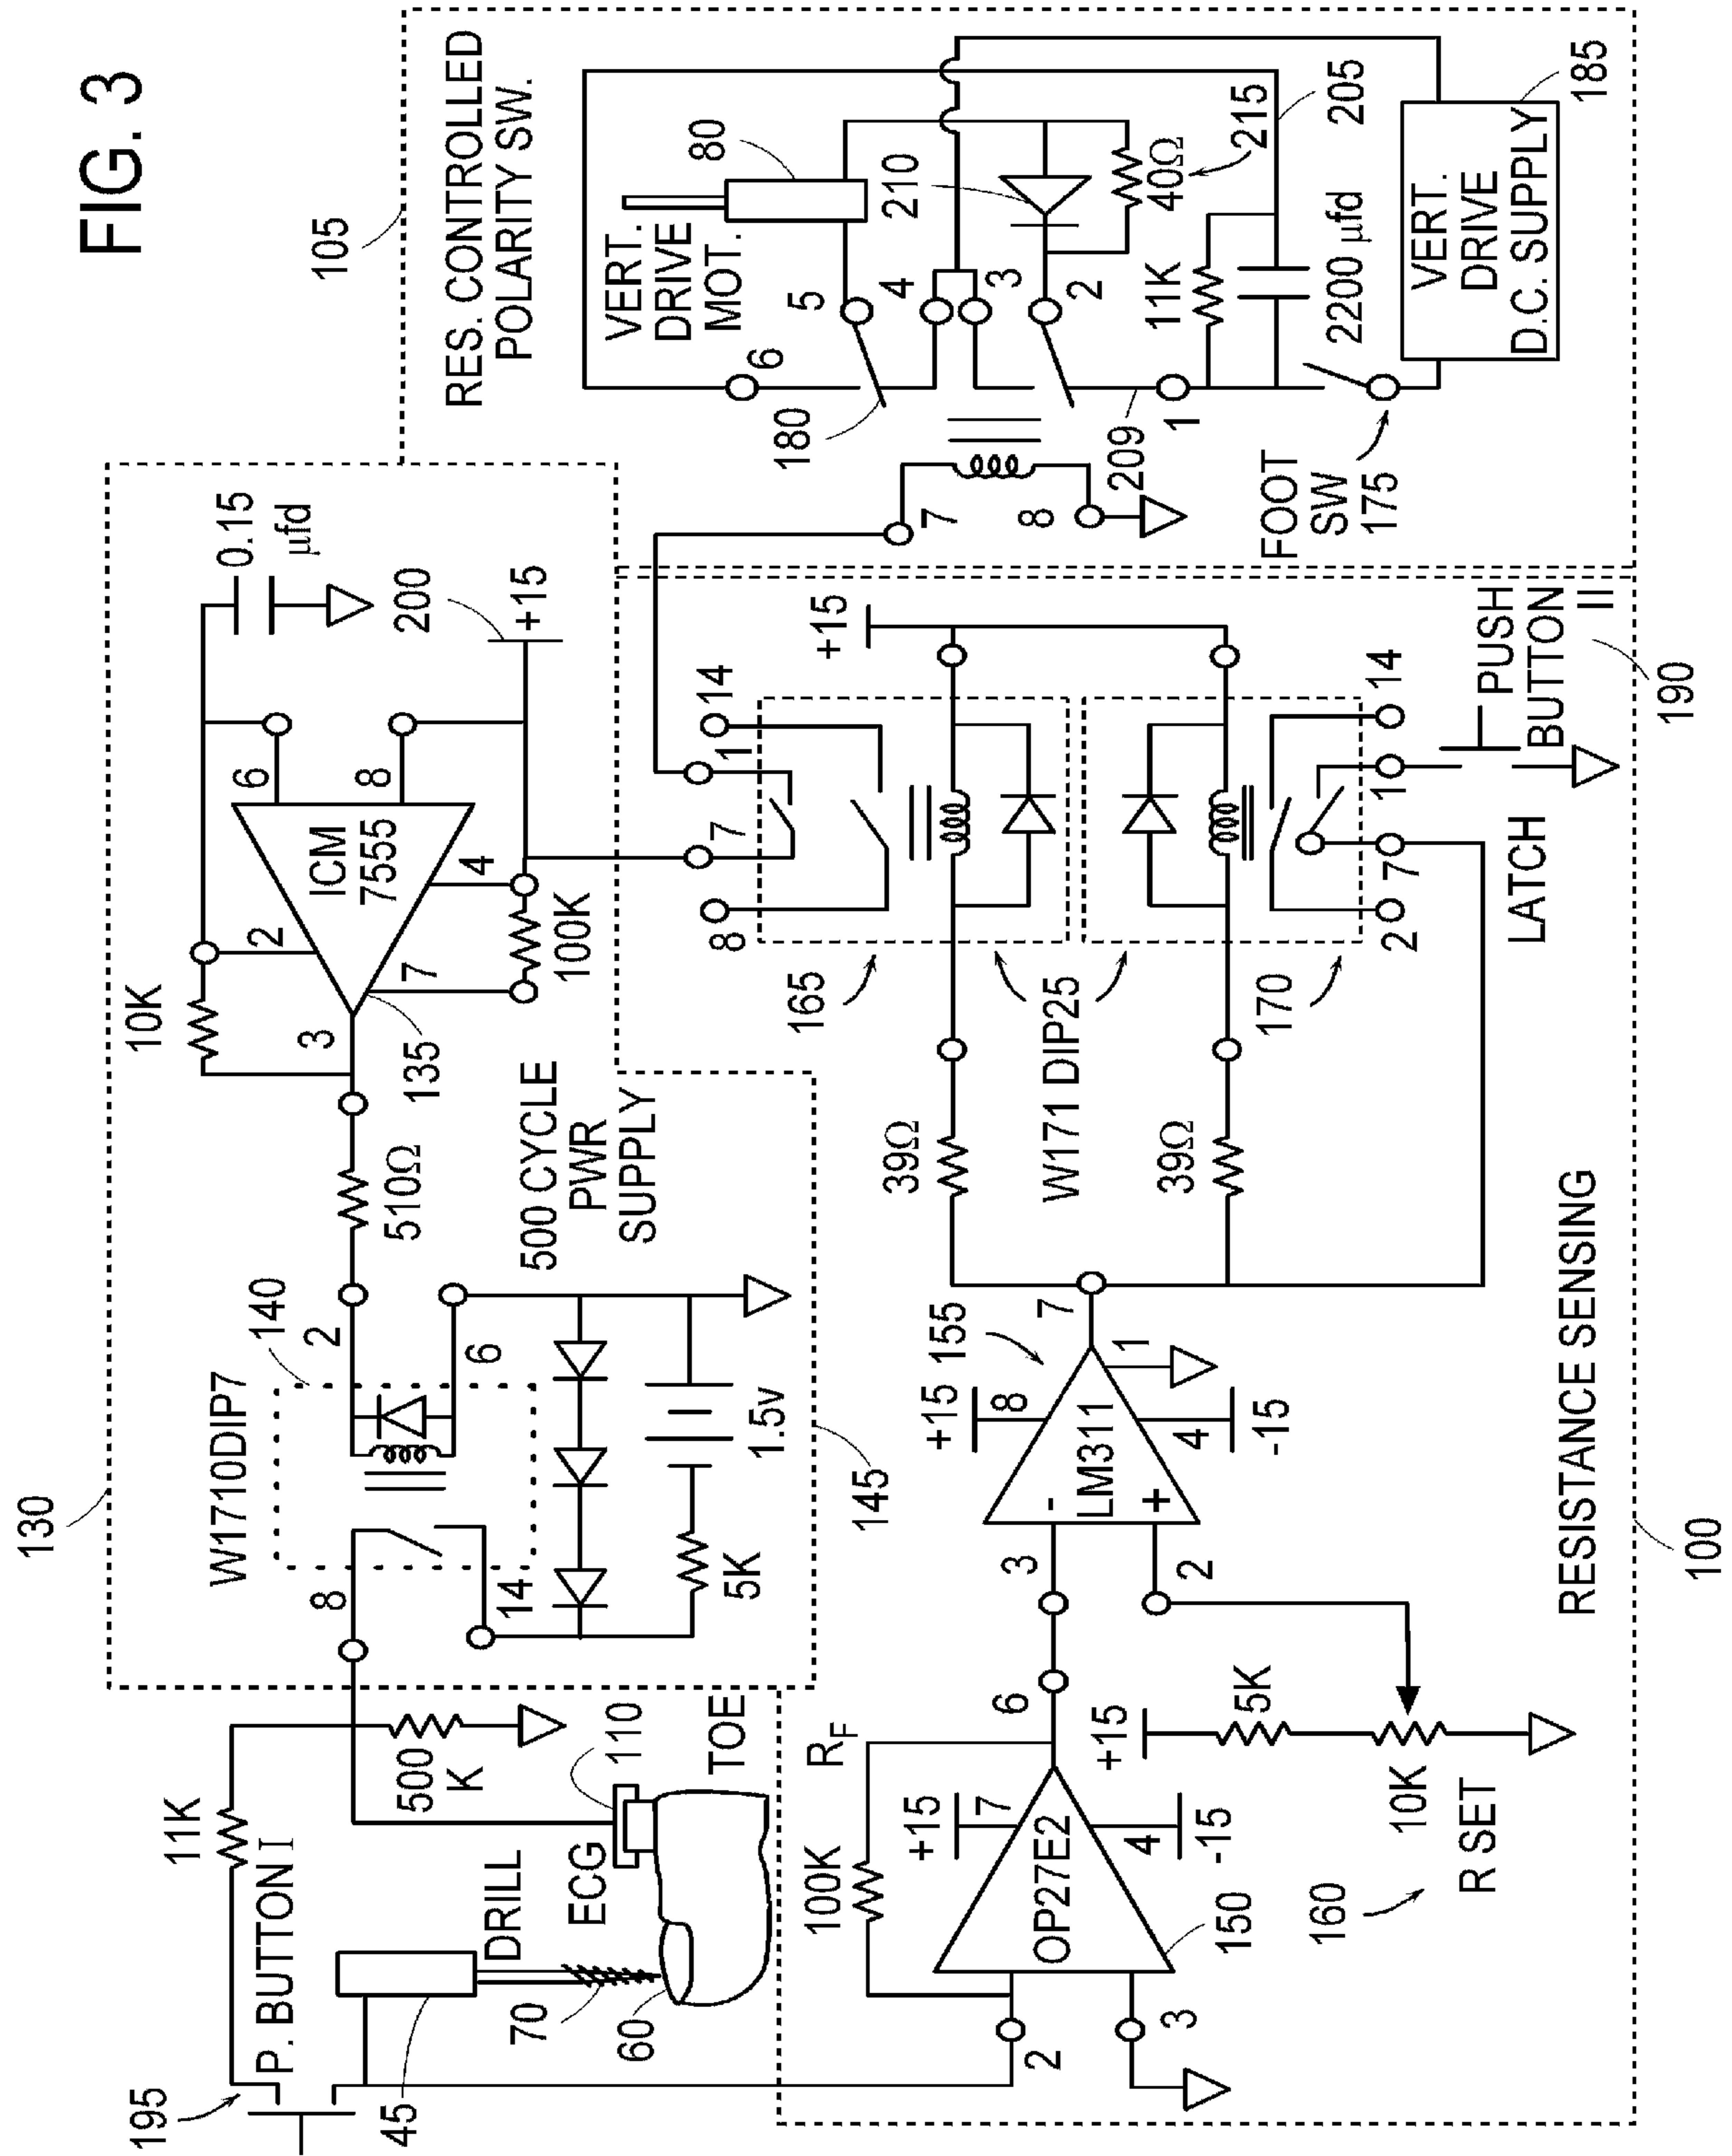 FIG. 3
130
W1710DIP7
140
8
14
2
6
510Ω
10K
3
2
7
4
6
8
ICM
7555
135
100K
0.15
μfd
200
+15
500 CYCLE
PWR
SUPPLY
1.5v
5K
145
105
RES. CONTROLLED
POLARITY SW.
VERT.
DRIVE
MOT.
80
210
5
4
3
2
6
180
40Ω
215
205
11K
2200 μfd
209
1
7
8
FOOT
SW
175
VERT.
DRIVE
D.C. SUPPLY
185
195
P. BUTTON I
11K
500
K
45
DRILL
70
60
ECG
110
TOE
RF
100K
+15
7
OP27E2
4
-15
150
2
3
6
+15
5K
10K
R SET
160
3
2
+15
8
LM311
4
-15
1
7
155
39Ω
39Ω
W171 DIP25
165
170
8
7
1
14
+15
2
7
1
14
LATCH
PUSH
BUTTON
II
190
RESISTANCE SENSING
100